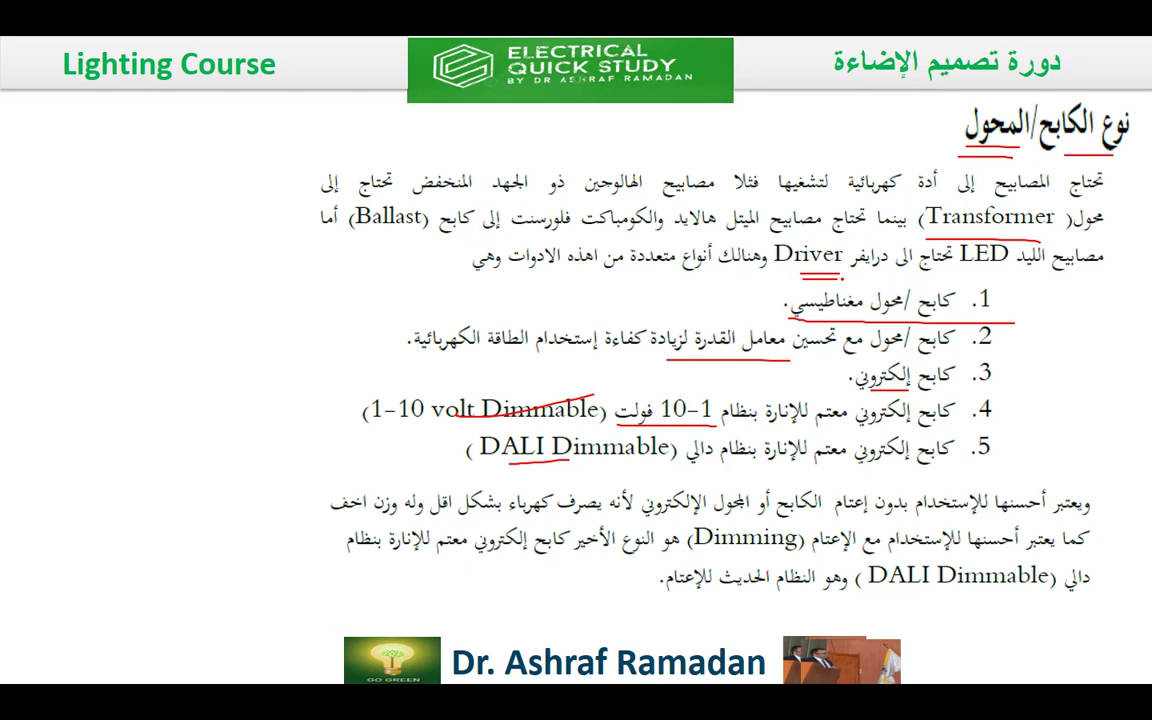 Lighting Course
ELECTRICAL
QUICK STUDY
BY DR ASHRAF RAMADAN
دورة تصميم الإضاءة
نوع الكابح/المحول
تحتاج المصابيح إلى أدة كهربائية لتشغيها فثلا مصابيح الهالوجين ذو الجهد المنخفض تحتاج إلى
محول( Transformer) بينما تحتاج مصابيح الميتل هالايد والكومباكت فلورسنت إلى كابح (Ballast) أما
مصابيح الليد LED تحتاج الى درايفر Driver وهنالك أنواع متعددة من اهذه الادوات وهي
1. كابح /محول مغناطيسي.
2. كابح /محول مع تحسين معامل القدرة لزيادة كفاءة إستخدام الطاقة الكهربائية.
3. كابح إلكتروني.
4. كابح إلكتروني معتم للإنارة بنظام 1-10 فولت (1-10 volt Dimmable)
5. كابح إلكتروني معتم للإنارة بنظام دالي (DALI Dimmable )
ويعتبر أحسنها للإستخدام بدون إعتام الكابح أو المحول الإلكتروني لأنه يصرف كهرباء بشكل اقل وله وزن اخف
كما يعتبر أحسنها للإستخدام مع الإعتام (Dimming) هو النوع الأخير كابح إلكتروني معتم للإنارة بنظام
دالي (DALI Dimmable ) وهو النظام الحديث للإعتام.
GO GREEN
Dr. Ashraf Ramadan